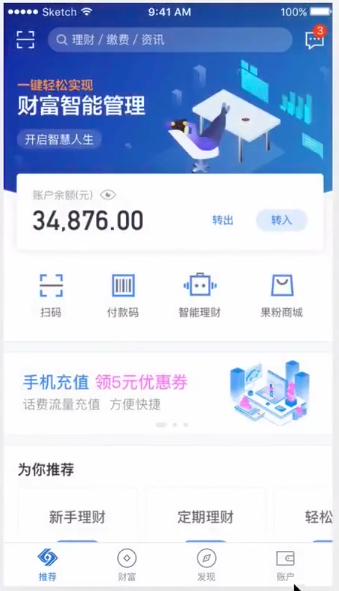 Sketch 9:41 AM 100%
理财 / 缴费 / 资讯 3
一键轻松实现
财富智能管理
开启智慧人生
账户余额(元)
34,876.00 转出 转入
扫码 付款码 智能理财 果粉商城
手机充值 领5元优惠券
话费流量充值 方便快捷
为你推荐
新手理财 定期理财 轻松
推荐 财富 发现 账户